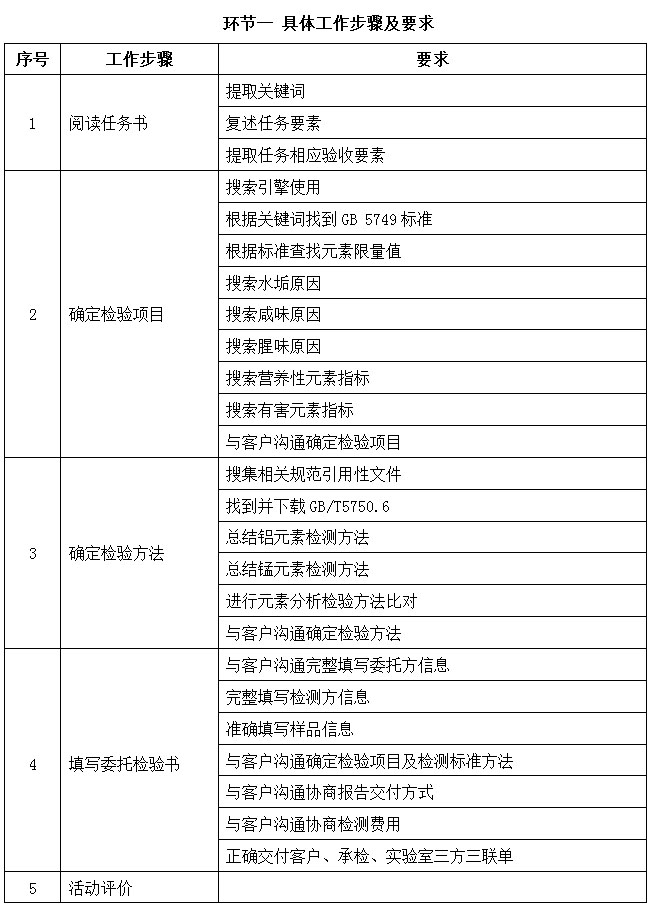 环节一 具体工作步骤及要求
序号 工作步骤 要求
1 阅读任务书 提取关键词
复述任务要素
提取任务相应验收要素
2 确定检验项目 搜索引擎使用
根据关键词找到GB 5749标准
根据标准查找元素限量值
搜索水垢原因
搜索咸味原因
搜索腥味原因
搜索营养性元素指标
搜索有害元素指标
与客户沟通确定检验项目
3 确定检验方法 搜集相关规范引用性文件
找到并下载GB/T5750.6
总结铝元素检测方法
总结锰元素检测方法
进行元素分析检验方法比对
与客户沟通确定检验方法
4 填写委托检验书 与客户沟通完整填写委托方信息
完整填写检测方信息
准确填写样品信息
与客户沟通确定检验项目及检测标准方法
与客户沟通协商报告交付方式
与客户沟通协商检测费用
正确交付客户、承检、实验室三方三联单
5 活动评价